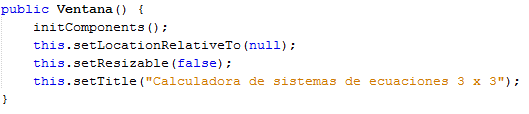 public Ventana() {
    initComponents();
    this.setLocationRelativeTo(null);
    this.setResizable(false);
    this.setTitle("Calculadora de sistemas de ecuaciones 3 x 3");
}